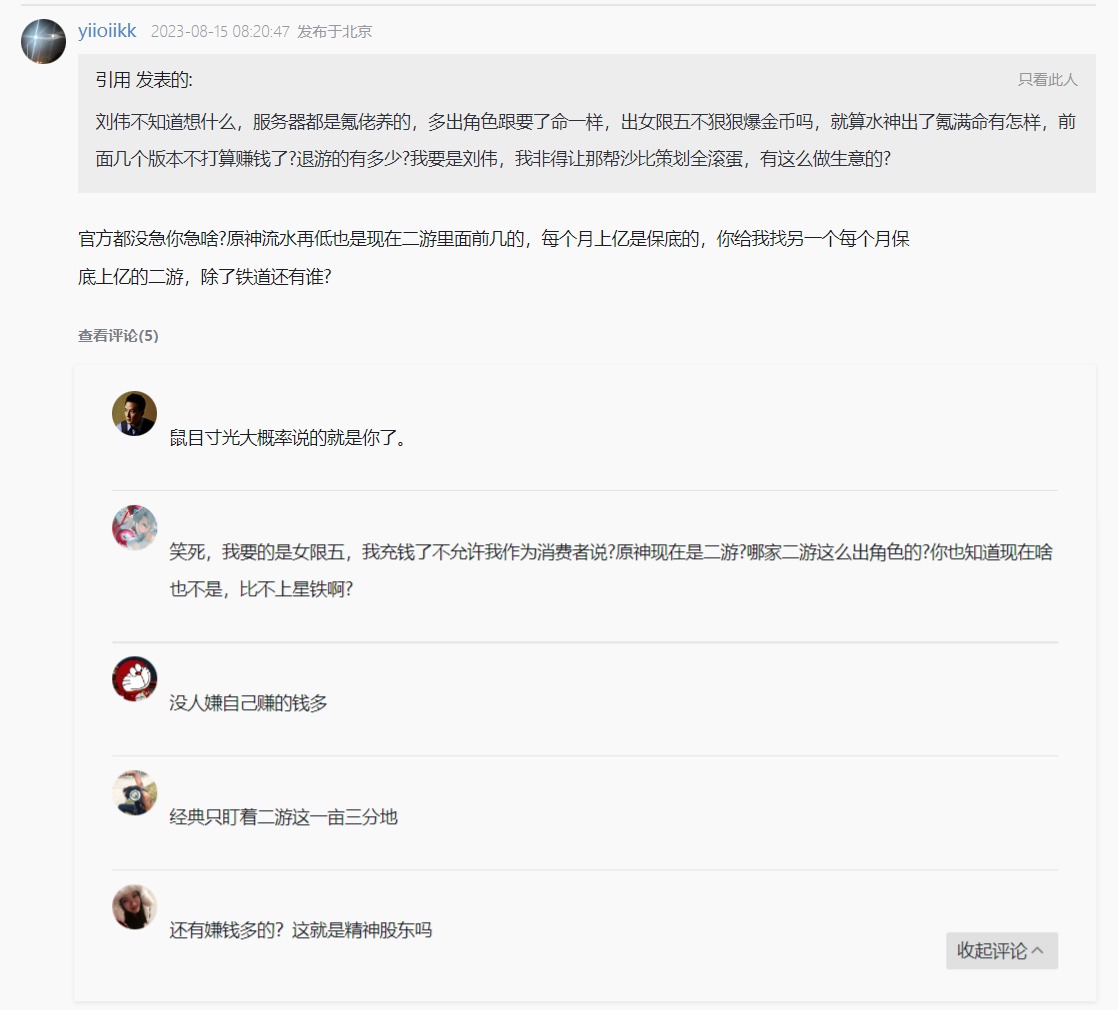 yiioiikk 2023-08-15 08:20:47 发布于北京
引用 发表的:
只看此人
刘伟不知道想什么，服务器都是氪佬养的，多出角色跟要了命一样，出女限五不狠狠爆金币吗，就算水神出了氪满命有怎样，前
面几个版本不打算赚钱了?退游的有多少?我要是刘伟，我非得让那帮沙比策划全滚蛋，有这么做生意的?
官方都没急你急啥?原神流水再低也是现在二游里面前几的，每个月上亿是保底的，你给我找另一个每个月保
底上亿的二游，除了铁道还有谁?
查看评论(5)
鼠目寸光大概率说的就是你了。
笑死，我要的是女限五，我充钱了不允许我作为消费者说?原神现在是二游?哪家二游这么出角色的?你也知道现在啥
也不是，比不上星铁啊?
没人嫌自己赚的钱多
经典只盯着二游这一亩三分地
还有嫌钱多的？这就是精神股东吗
收起评论